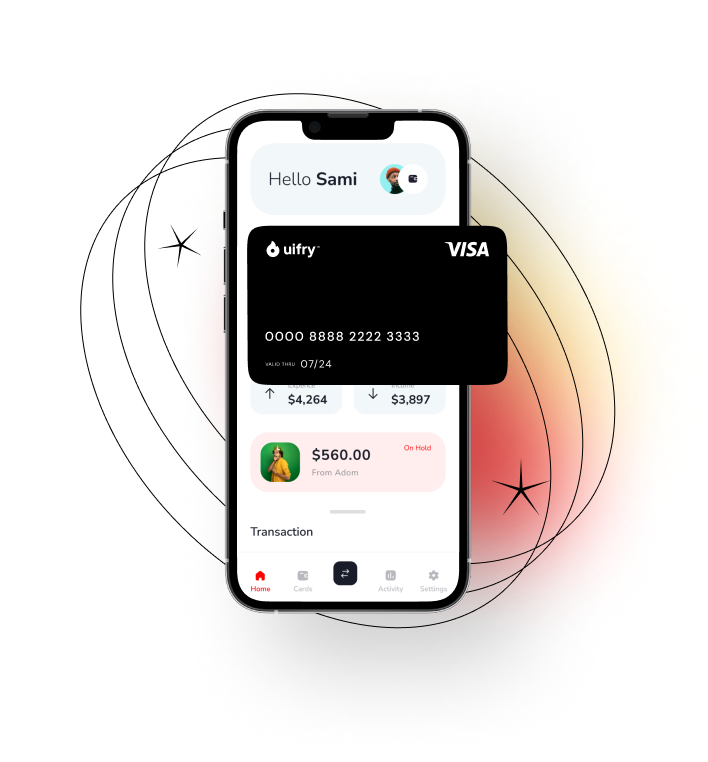 Hello Sami
uifry™
VISA
0000 8888 2222 3333
VALID THRU 07/24
Expence Income
$4,264 $3,897
$560.00
On Hold
From Adom
Transaction
Home Cards Activity Settings